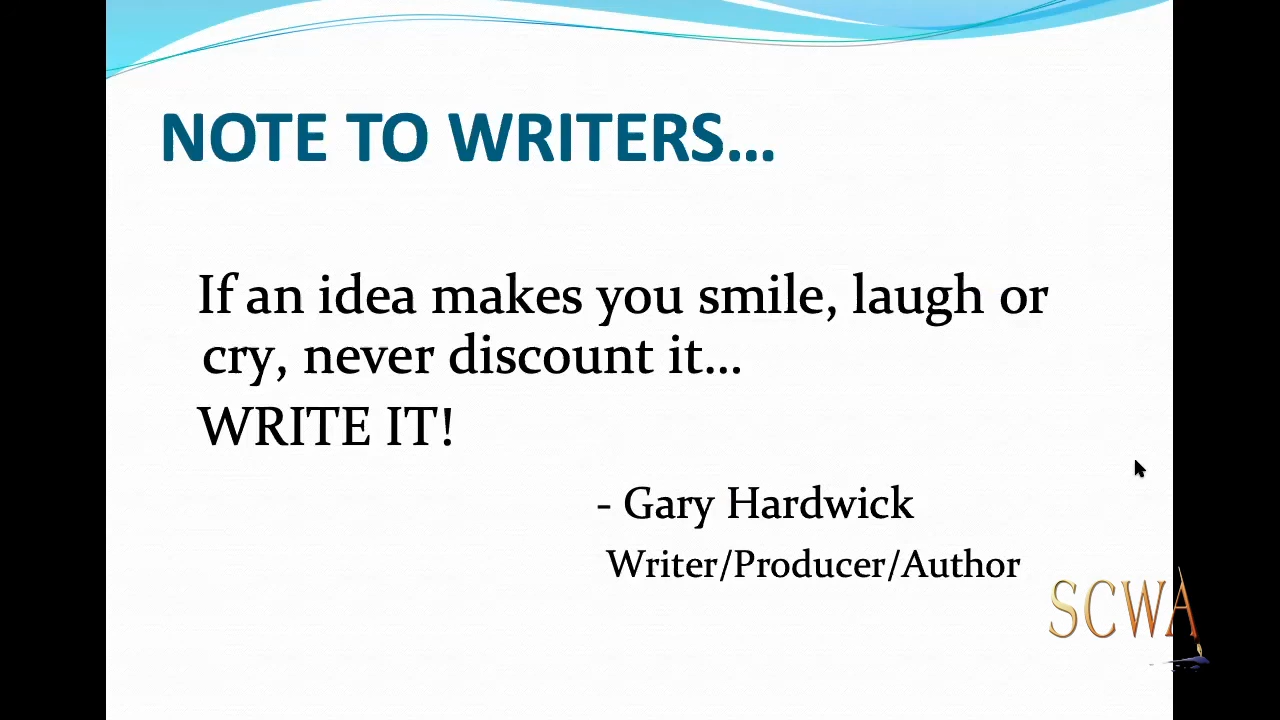 NOTE TO WRITERS...
If an idea makes you smile, laugh or
cry, never discount it...
WRITE IT!
- Gary Hardwick
Writer/Producer/Author
SCWA